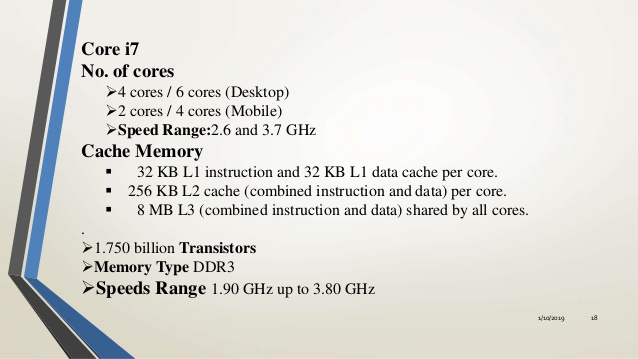 Core i7
No. of cores
➢4 cores / 6 cores (Desktop)
➢2 cores / 4 cores (Mobile)
➢Speed Range:2.6 and 3.7 GHz
Cache Memory
▪ 32 KB L1 instruction and 32 KB L1 data cache per core.
▪ 256 KB L2 cache (combined instruction and data) per core.
▪ 8 MB L3 (combined instruction and data) shared by all cores.
.
➢1.750 billion Transistors
➢Memory Type DDR3
➢Speeds Range 1.90 GHz up to 3.80 GHz
1/10/2019 18